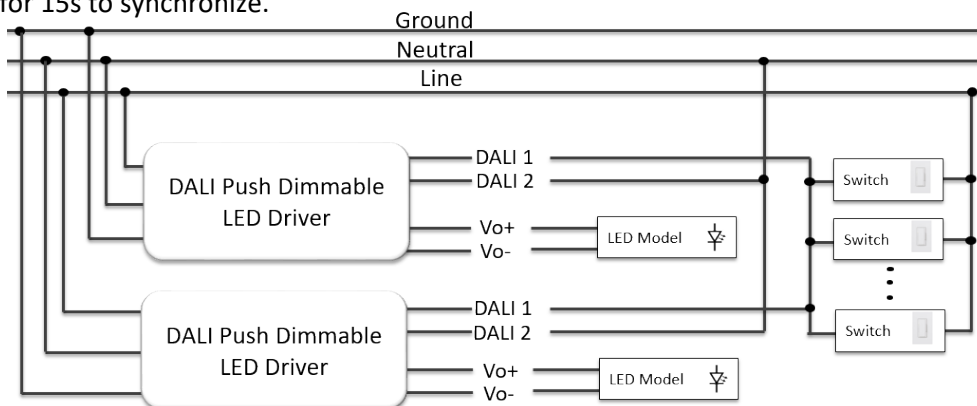 for 15s to synchronize.
Ground
Neutral
Line
DALI Push Dimmable
LED Driver
DALI 1
DALI 2
Vo+
Vo-
LED Model
Switch
Switch
Switch
DALI Push Dimmable
LED Driver
DALI 1
DALI 2
Vo+
Vo-
LED Model